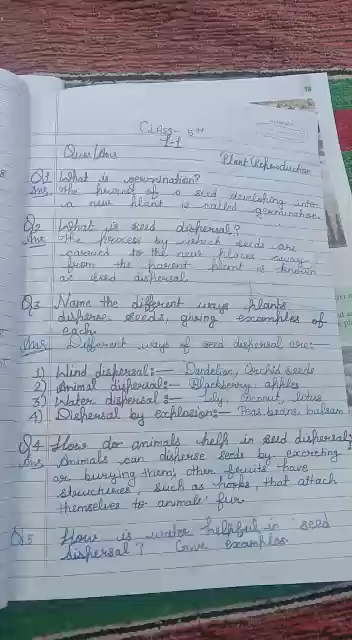 CLASS- 5th
L-1
Ques/Ans
Plant Reproduction
Q1 What is germination?
Ans The process of a seed developing into
a new plant is called germination.
Q2 What is seed dispersal?
Ans The process by which seeds are
carried to the new places away
from the parent plant is known
as seed dispersal
Q3 Name the different ways plants
disperse seeds, giving examples of
each.
Ans Different ways of seed dispersal are:
1) Wind dispersal:- Dandelion, Orchid seeds
2) Animal dispersal:- Blackberry, apples
3) Water dispersal:- Lily, coconut, lotus
4) Dispersal by explosions- Peas, beans, balsam
Q4 How do animals help in seed dispersal?
Ans Animals can disperse seeds by excreting
or burying them, other fruits have
structures, such as hooks, that attach
themselves to animals' fur.
Q5 How is water helpful in seed
dispersal? Give examples.